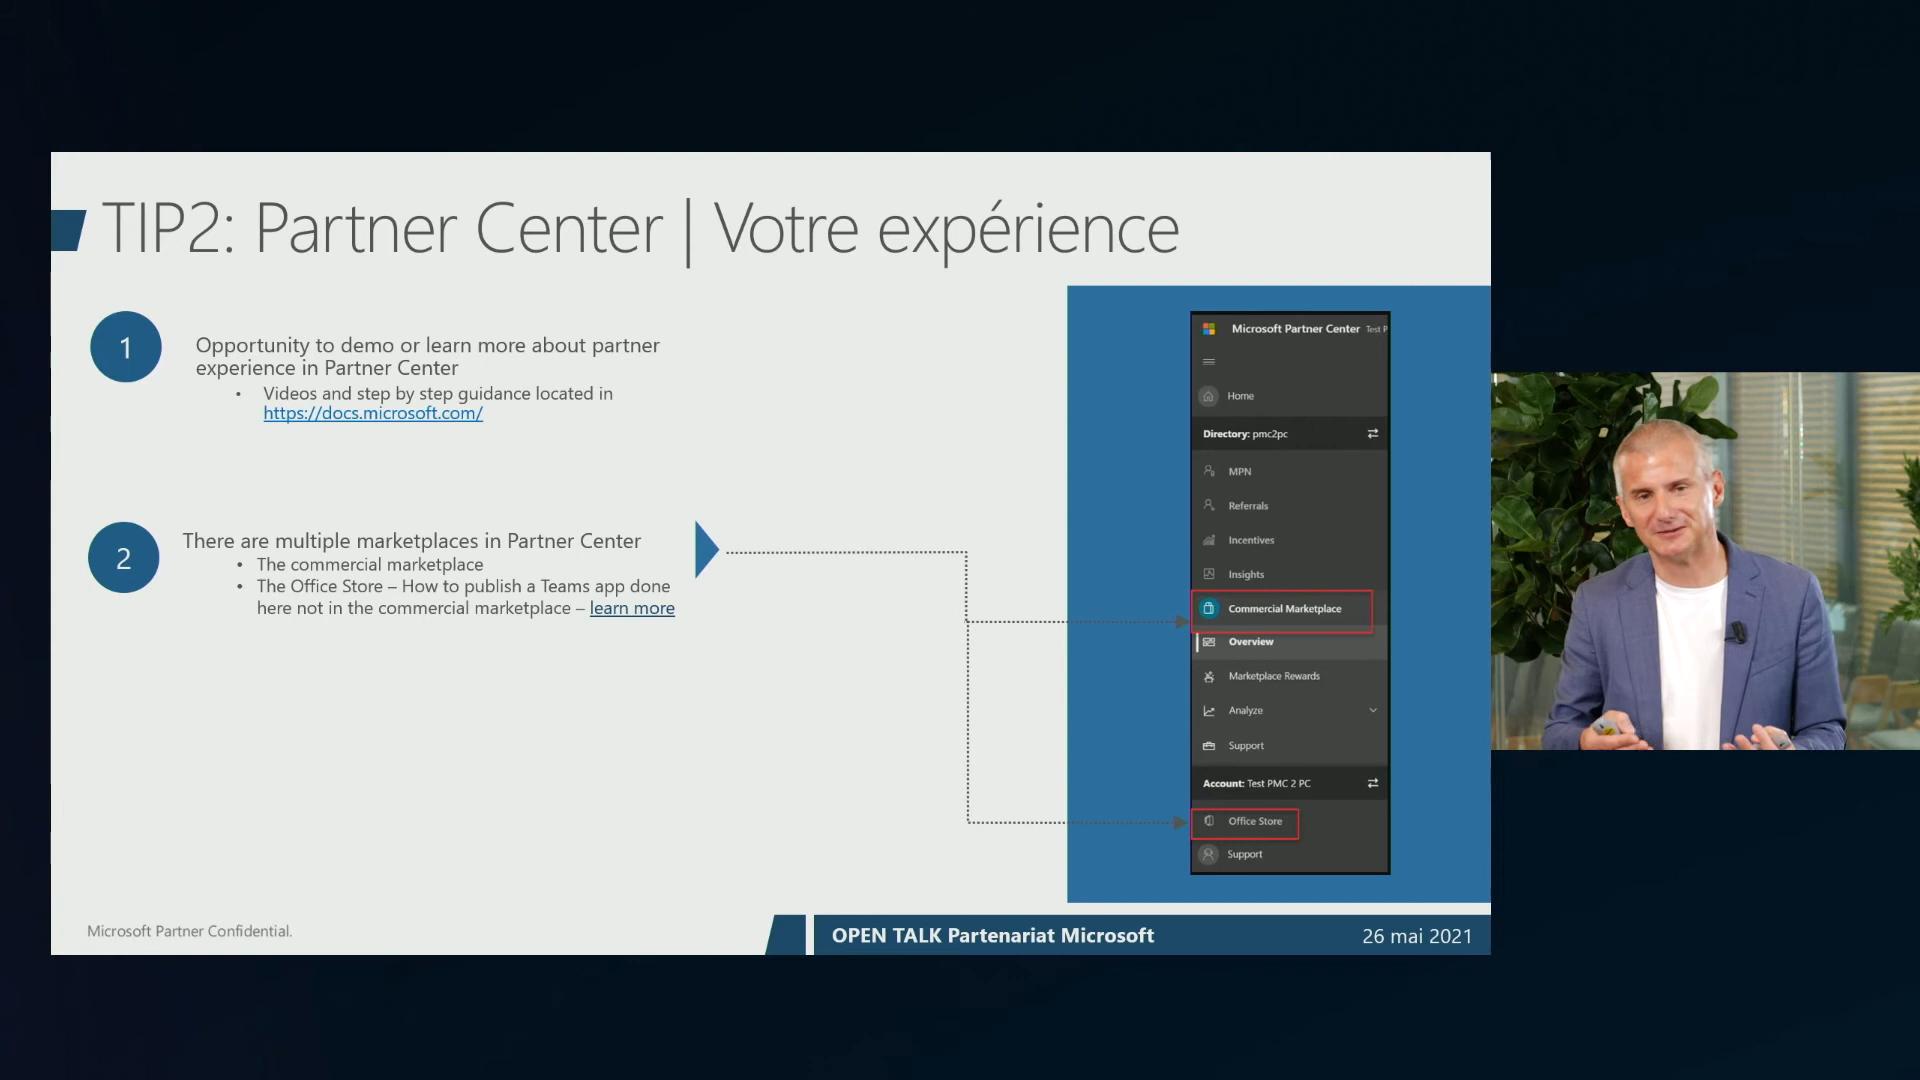 TIP2: Partner Center | Votre expérience
1
Opportunity to demo or learn more about partner
experience in Partner Center
• Videos and step by step guidance located in
https://docs.microsoft.com/
2
There are multiple marketplaces in Partner Center
• The commercial marketplace
• The Office Store – How to publish a Teams app done
here not in the commercial marketplace – learn more
Microsoft Partner Center Test P
Home
Directory: pmc2pc
MPN
Referrals
Incentives
Insights
Commercial Marketplace
Overview
Marketplace Rewards
Analyze
Support
Account: Test PMC 2 PC
Office Store
Support
Microsoft Partner Confidential.
OPEN TALK Partenariat Microsoft
26 mai 2021